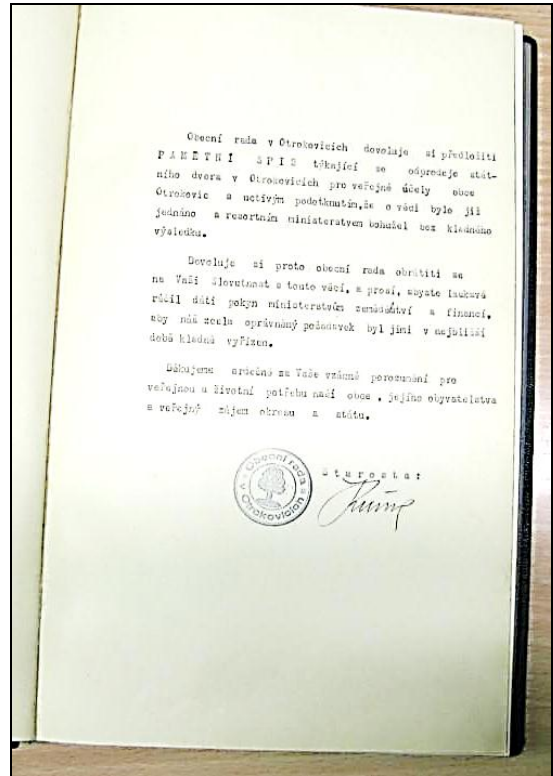 Obecní rada v Otrokovicích dovoluje si předložiti
P A M Ě T N Í S P I S týkající se odprodeje stát-
ního dvora v Otrokovicích pro veřejné účely obce
Otrokovic s uctivým podotknutím,že o věci bylo již
jednáno s resortním ministerstvem bohužel bez kladného
výsledku.
Dovoluje si proto obecní rada obrátiti se
na Vaši Slovutnost s touto věcí, a prosí, abyste laskavě
ráčil dáti pokyn ministerstvům zemědělství a financí,
aby náš zcela oprávněný požadavek byl jimi v nejbližší
době kladně vyřízen.
Děkujeme srdečně za Vaše vzácné porozumění pro
veřejnou a životní potřebu naší obce , jejího obyvatelstva
a veřejný zájem okresu a státu.
S t a r o s t a :
Obecní rada v Otrokovicích